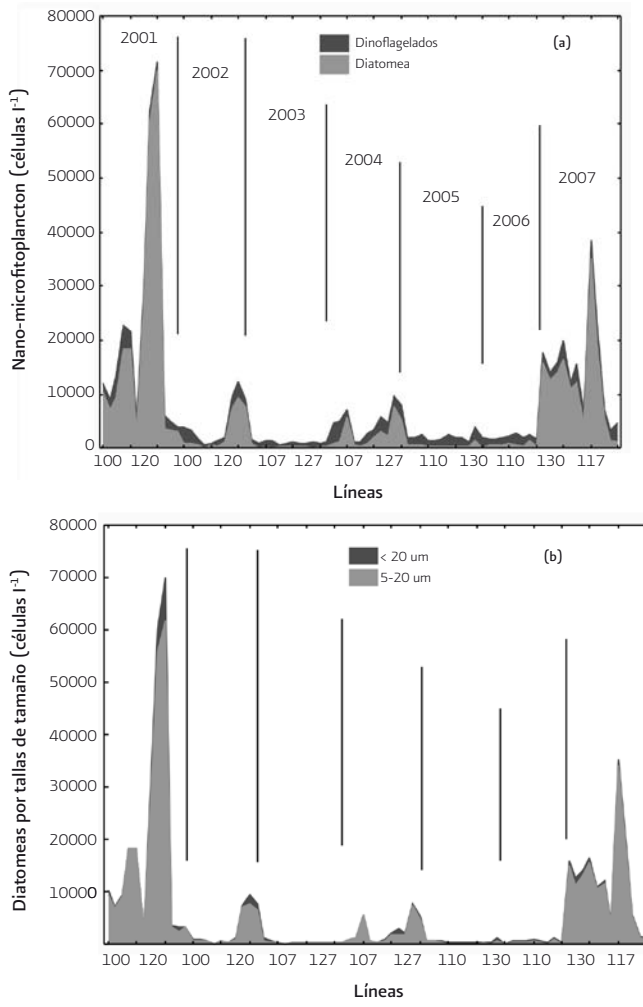 80000
70000
60000
50000
40000
30000
20000
10000
0
Nano-microfitoplancton (células l-1)
2001
2002
2003
2004
2005
2006
2007
Dinoflagelados
Diatomea
(a)
100 120 100 120 107 127 107 127 110 130 110 130 117
Líneas
80000
70000
60000
50000
40000
30000
20000
10000
Diatomeas por tallas de tamaño (células l-1)
< 20 um
5-20 um
(b)
100 120 100 120 107 127 107 127 110 130 110 130 117
Líneas